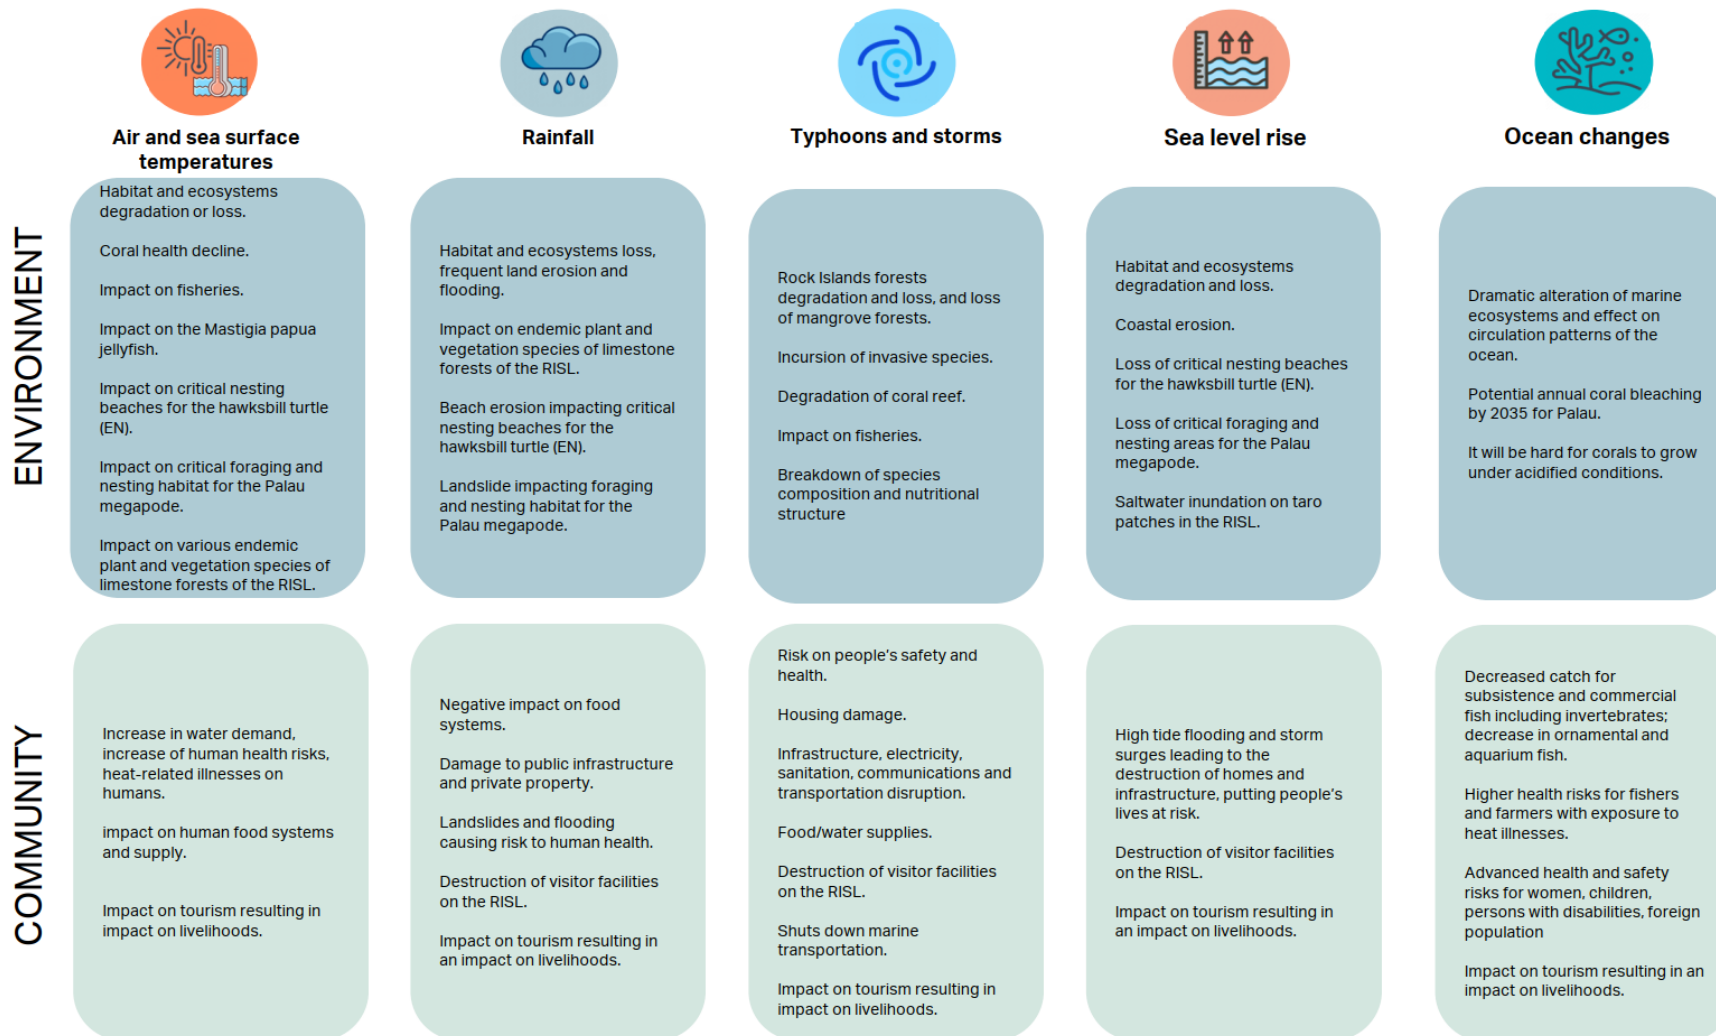 Air and sea surface
temperatures
Rainfall
Typhoons and storms
Sea level rise
Ocean changes
ENVIRONMENT
Habitat and ecosystems
degradation or loss.
Coral health decline.
Impact on fisheries.
Impact on the Mastigia papua
jellyfish.
Impact on critical nesting
beaches for the hawksbill turtle
(EN).
Impact on critical foraging and
nesting habitat for the Palau
megapode.
Impact on various endemic
plant and vegetation species of
limestone forests of the RISL.
Habitat and ecosystems loss,
frequent land erosion and
flooding.
Impact on endemic plant and
vegetation species of limestone
forests of the RISL.
Beach erosion impacting critical
nesting beaches for the
hawksbill turtle (EN).
Landslide impacting foraging
and nesting habitat for the
Palau megapode.
Rock Islands forests
degradation and loss, and loss
of mangrove forests.
Incursion of invasive species.
Degradation of coral reef.
Impact on fisheries.
Breakdown of species
composition and nutritional
structure
Habitat and ecosystems
degradation and loss.
Coastal erosion.
Loss of critical nesting beaches
for the hawksbill turtle (EN).
Loss of critical foraging and
nesting areas for the Palau
megapode.
Saltwater inundation on taro
patches in the RISL.
Dramatic alteration of marine
ecosystems and effect on
circulation patterns of the
ocean.
Potential annual coral bleaching
by 2035 for Palau.
It will be hard for corals to grow
under acidified conditions.
COMMUNITY
Increase in water demand,
increase of human health risks,
heat-related illnesses on
humans.
impact on human food systems
and supply.
Impact on tourism resulting in
impact on livelihoods.
Negative impact on food
systems.
Damage to public infrastructure
and private property.
Landslides and flooding
causing risk to human health.
Destruction of visitor facilities
on the RISL.
Impact on tourism resulting in
an impact on livelihoods.
Risk on people's safety and
health.
Housing damage.
Infrastructure, electricity,
sanitation, communications and
transportation disruption.
Food/water supplies.
Destruction of visitor facilities
on the RISL.
Shuts down marine
transportation.
Impact on tourism resulting in
impact on livelihoods.
High tide flooding and storm
surges leading to the
destruction of homes and
infrastructure, putting people's
lives at risk.
Destruction of visitor facilities
on the RISL.
Impact on tourism resulting in
an impact on livelihoods.
Decreased catch for
subsistence and commercial
fish including invertebrates;
decrease in ornamental and
aquarium fish.
Higher health risks for fishers
and farmers with exposure to
heat illnesses.
Advanced health and safety
risks for women, children,
persons with disabilities, foreign
population
Impact on tourism resulting in an
impact on livelihoods.